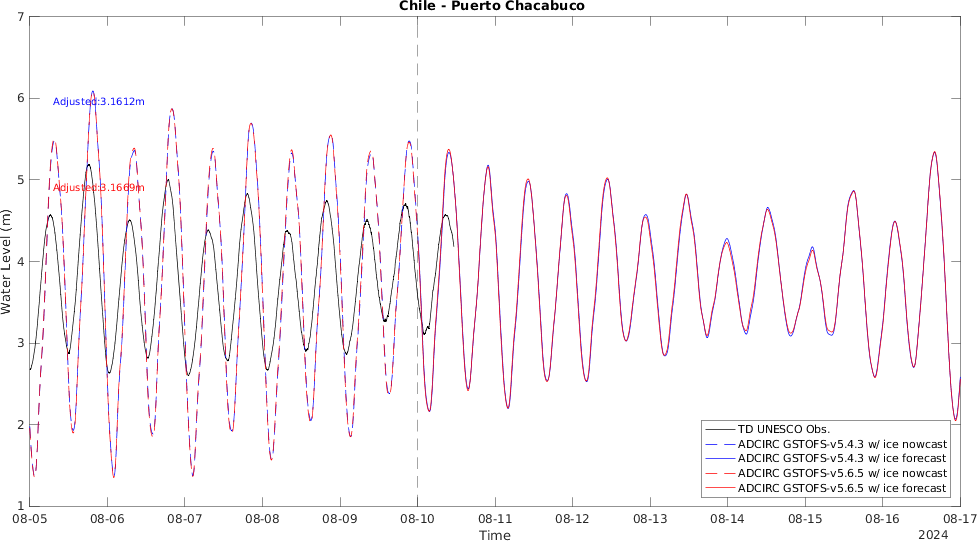 Chile - Puerto Chacabuco
7
6
5
4
3
2
1
Water Level (m)
Adjusted:3.1612m
Adjusted:3.1669m
TD UNESCO Obs.
ADCIRC GSTOFS-v5.4.3 w/ ice nowcast
ADCIRC GSTOFS-v5.4.3 w/ ice forecast
ADCIRC GSTOFS-v5.6.5 w/ ice nowcast
ADCIRC GSTOFS-v5.6.5 w/ ice forecast
08-05 08-06 08-07 08-08 08-09 08-10 08-11 08-12 08-13 08-14 08-15 08-16 08-17
Time
2024